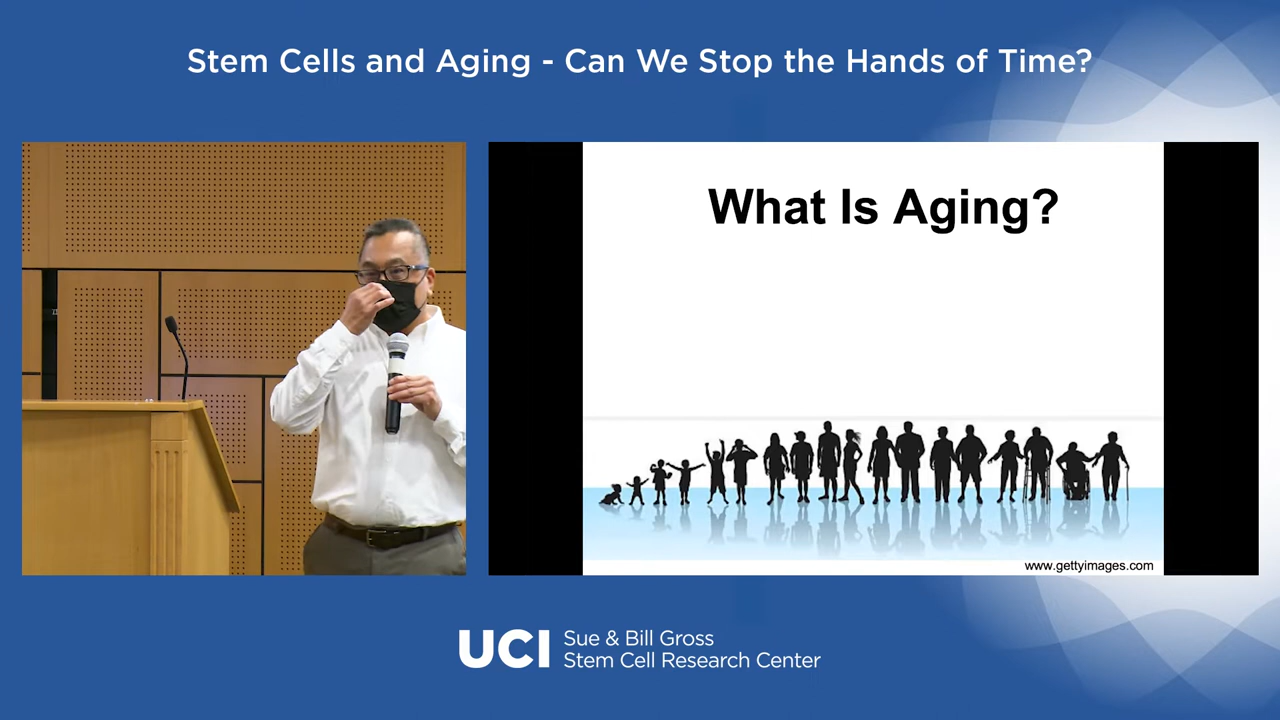 Stem Cells and Aging - Can We Stop the Hands of Time?
What Is Aging?
www.gettyimages.com
UCI
Sue & Bill Gross
Stem Cell Research Center